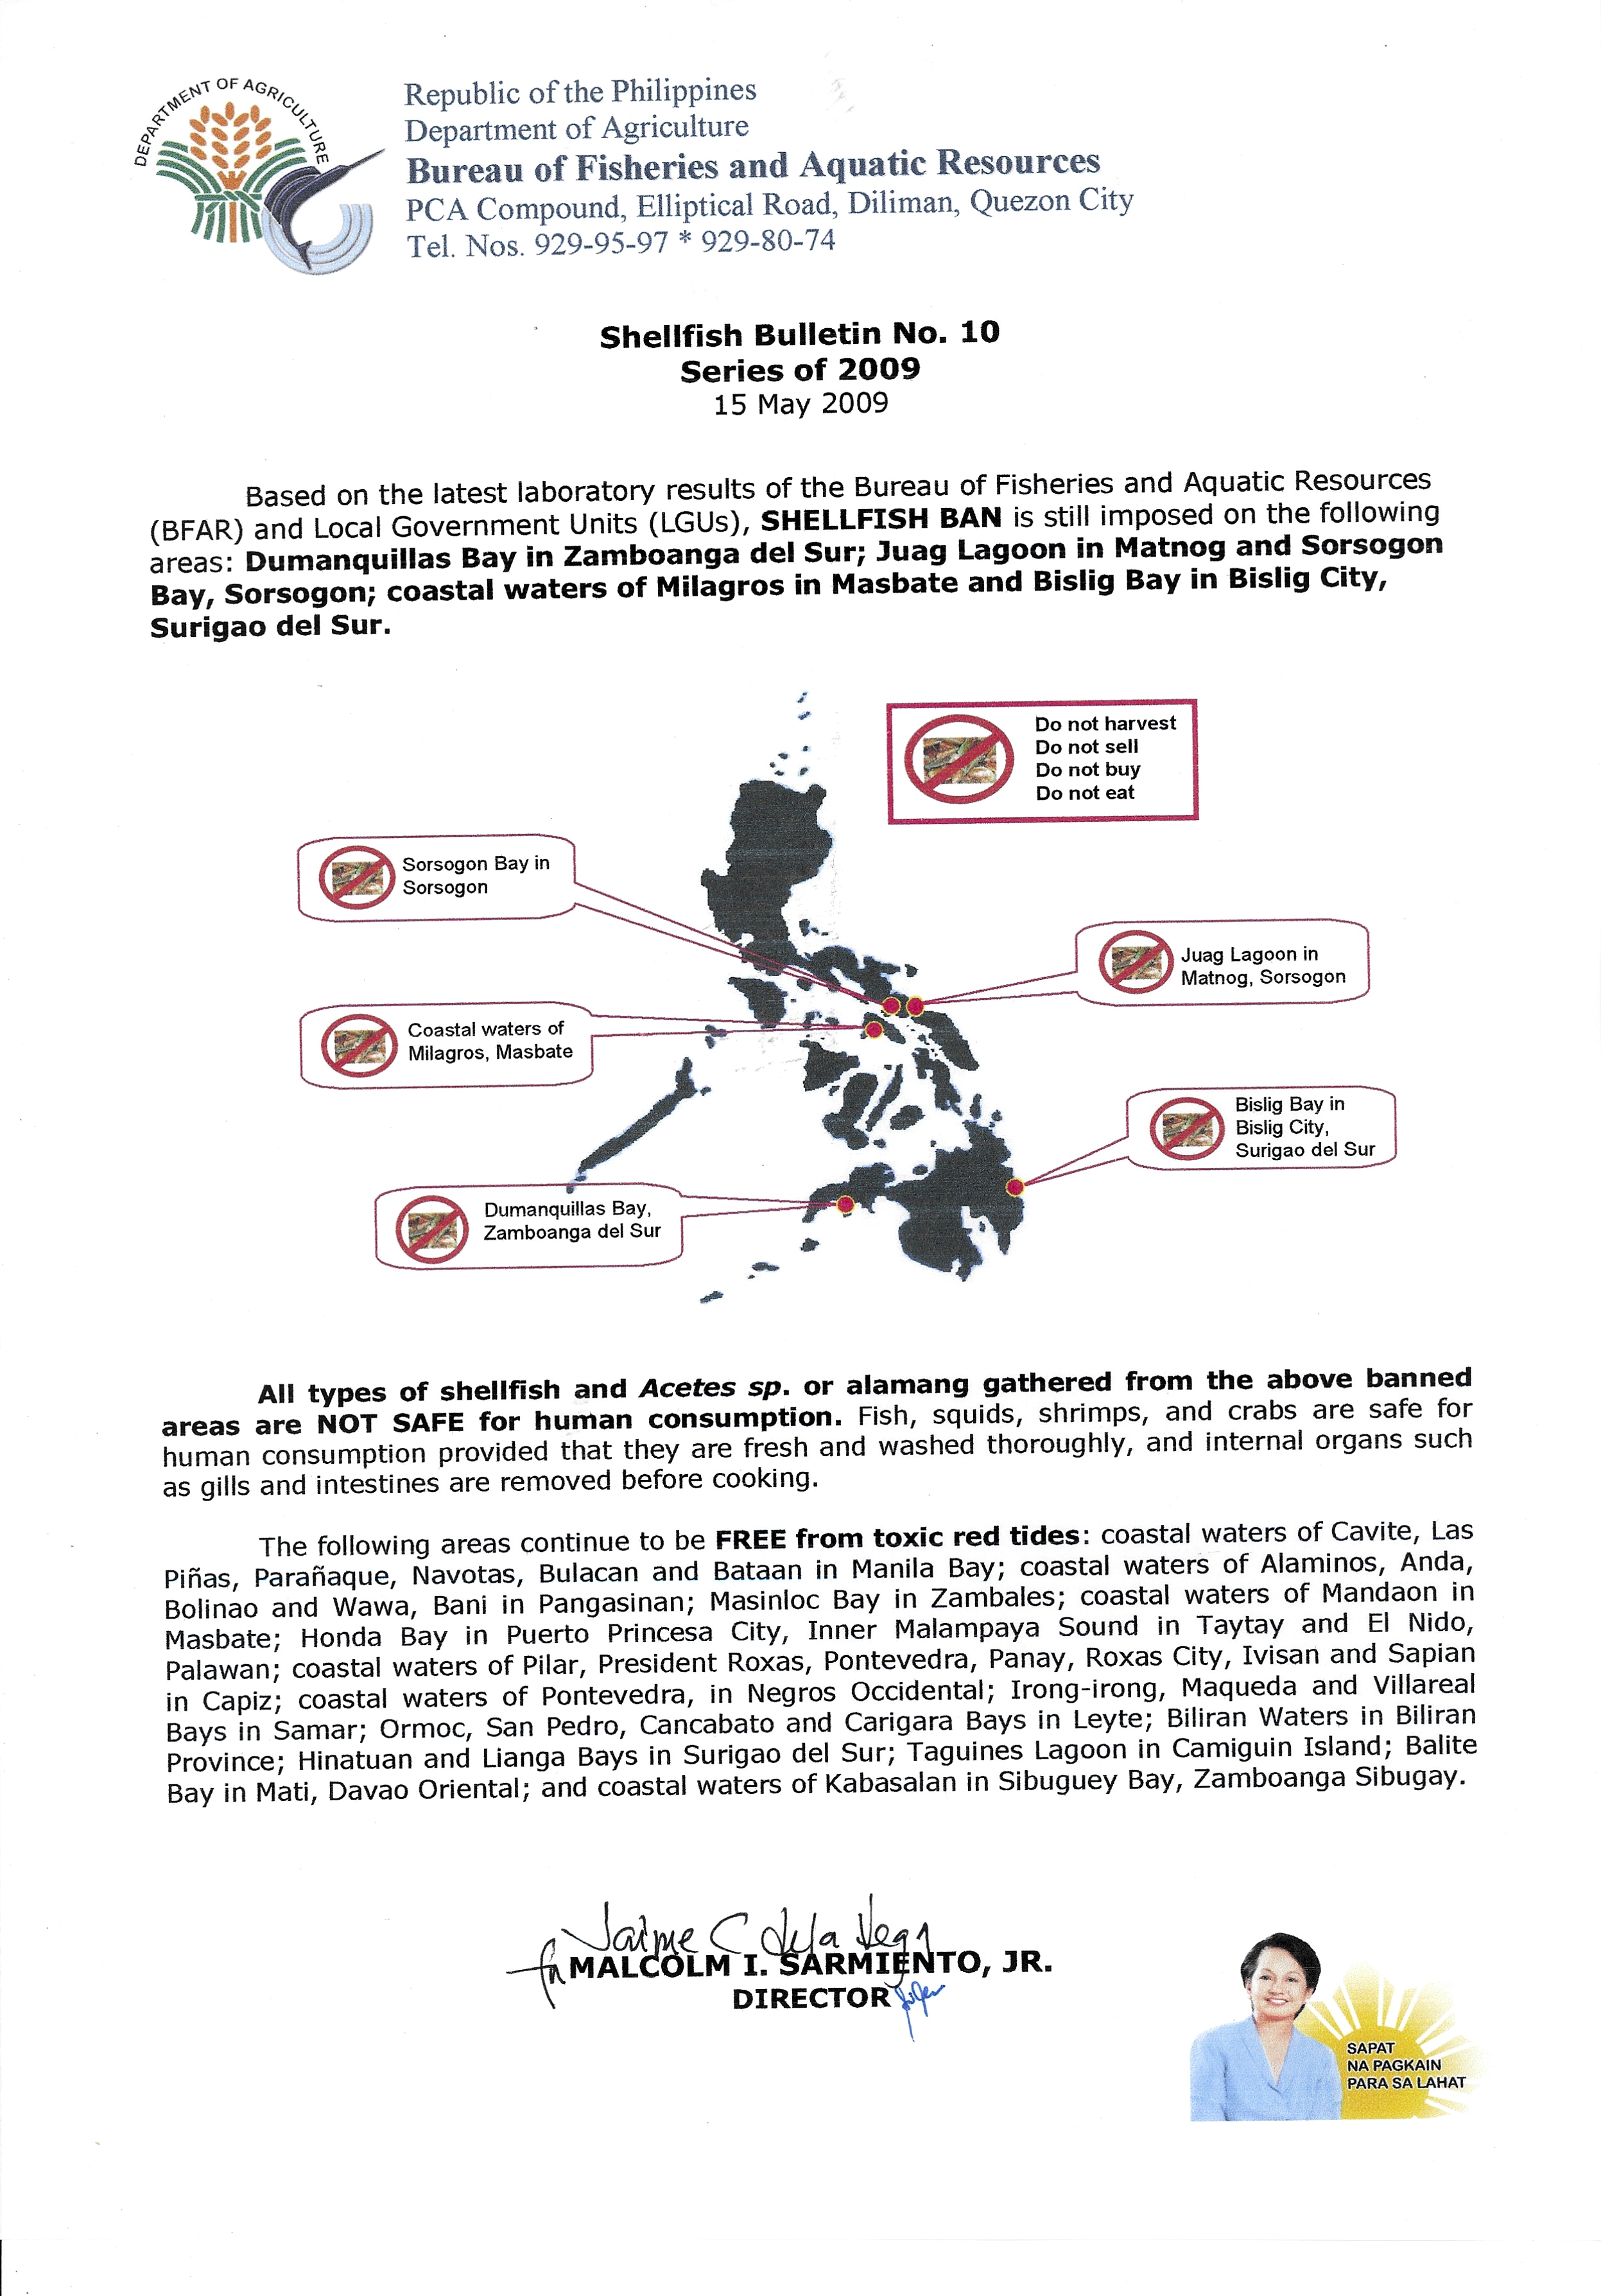 DEPARTMENT OF AGRICULTURE
Republic of the Philippines
Department of Agriculture
Bureau of Fisheries and Aquatic Resources
PCA Compound, Elliptical Road, Diliman, Quezon City
Tel. Nos. 929-95-97 * 929-80-74
Shellfish Bulletin No. 10
Series of 2009
15 May 2009
Based on the latest laboratory results of the Bureau of Fisheries and Aquatic Resources
(BFAR) and Local Government Units (LGUs), SHELLFISH BAN is still imposed on the following
areas: Dumanquillas Bay in Zamboanga del Sur; Juag Lagoon in Matnog and Sorsogon
Bay, Sorsogon; coastal waters of Milagros in Masbate and Bislig Bay in Bislig City,
Surigao del Sur.
Do not harvest
Do not sell
Do not buy
Do not eat
Sorsogon Bay in
Sorsogon
Juag Lagoon in
Matnog, Sorsogon
Coastal waters of
Milagros, Masbate
Bislig Bay in
Bislig City,
Surigao del Sur
Dumanquillas Bay,
Zamboanga del Sur
All types of shellfish and Acetes sp. or alamang gathered from the above banned
areas are NOT SAFE for human consumption. Fish, squids, shrimps, and crabs are safe for
human consumption provided that they are fresh and washed thoroughly, and internal organs such
as gills and intestines are removed before cooking.
The following areas continue to be FREE from toxic red tides: coastal waters of Cavite, Las
Piñas, Parañaque, Navotas, Bulacan and Bataan in Manila Bay; coastal waters of Alaminos, Anda,
Bolinao and Wawa, Bani in Pangasinan; Masinloc Bay in Zambales; coastal waters of Mandaon in
Masbate; Honda Bay in Puerto Princesa City, Inner Malampaya Sound in Taytay and El Nido,
Palawan; coastal waters of Pilar, President Roxas, Pontevedra, Panay, Roxas City, Ivisan and Sapian
in Capiz; coastal waters of Pontevedra, in Negros Occidental; Irong-irong, Maqueda and Villareal
Bays in Samar; Ormoc, San Pedro, Cancabato and Carigara Bays in Leyte; Biliran Waters in Biliran
Province; Hinatuan and Lianga Bays in Surigao del Sur; Taguines Lagoon in Camiguin Island; Balite
Bay in Mati, Davao Oriental; and coastal waters of Kabasalan in Sibuguey Bay, Zamboanga Sibugay.
Jaime C dela Vega
MALCOLM I. SARMIENTO, JR.
DIRECTOR
SAPAT
NA PAGKAIN
PARA SA LAHAT